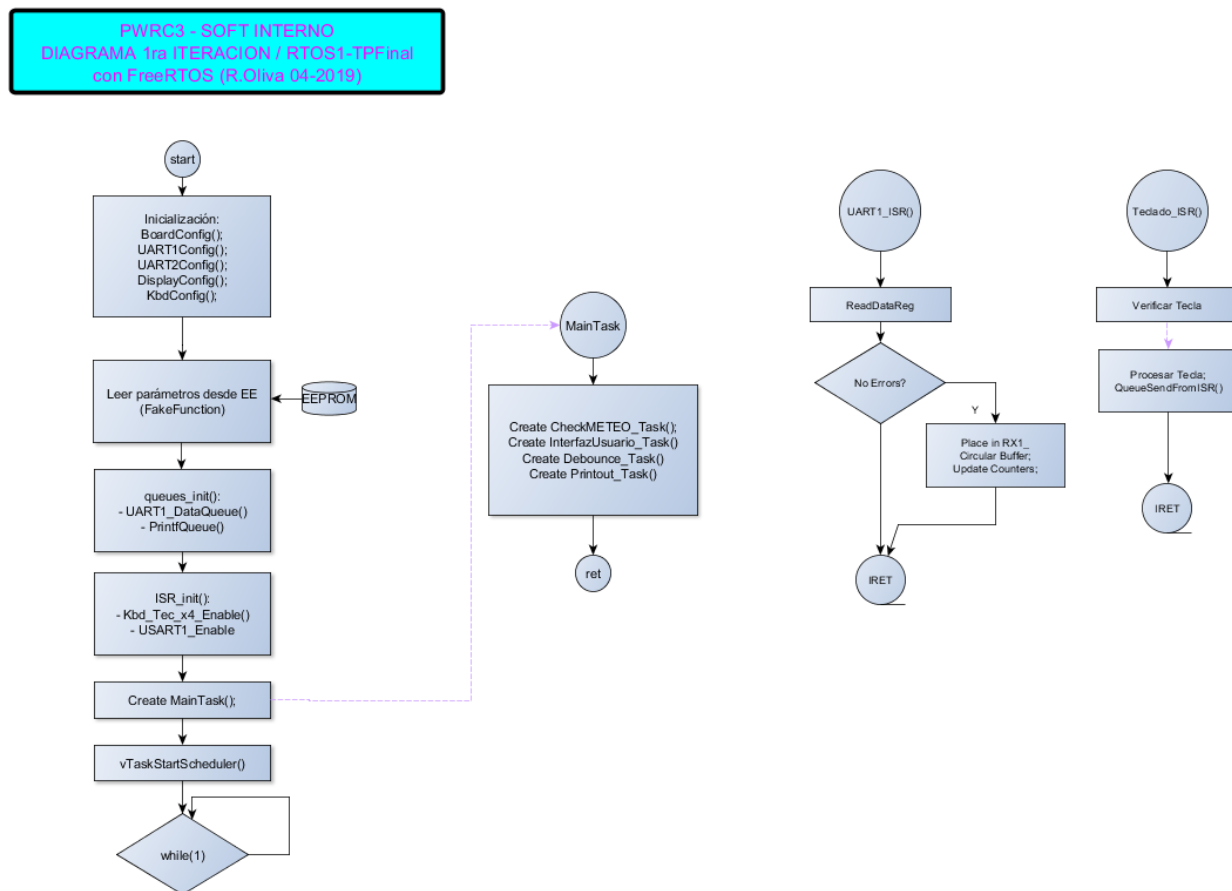 PWRC3 - SOFT INTERNO
DIAGRAMA 1ra ITERACION / RTOS1-TPFinal
con FreeRTOS (R.Oliva 04-2019)
start
Inicialización:
BoardConfig();
UART1Config();
UART2Config();
DisplayConfig();
KbdConfig();
Leer parámetros desde EE
(FakeFunction)
EEPROM
queues_init():
- UART1_DataQueue()
- PrintfQueue()
ISR_init():
- Kbd_Tec_x4_Enable()
- USART1_Enable
Create MainTask();
vTaskStartScheduler()
while(1)
MainTask
Create CheckMETEO_Task();
Create InterfazUsuario_Task()
Create Debounce_Task()
Create Printout_Task()
ret
UART1_ISR()
ReadDataReg
No Errors?
Y
Place in RX1_
Circular Buffer;
Update Counters;
IRET
Teclado_ISR()
Verificar Tecla
Procesar Tecla;
QueueSendFromISR()
IRET